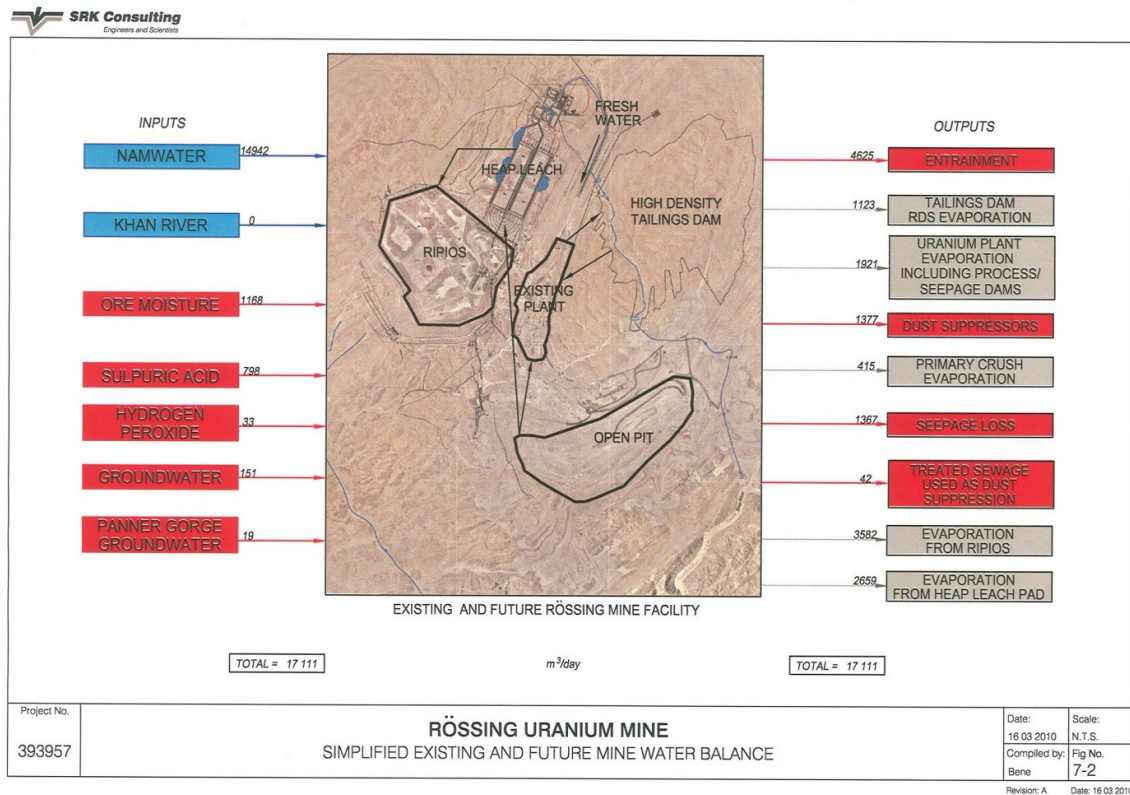 SRK Consulting
Engineers and Scientists
INPUTS
NAMWATER
14942
KHAN RIVER
0
ORE MOISTURE
1168
SULPURIC ACID
798
HYDROGEN
PEROXIDE
33
GROUNDWATER
151
PANNER GORGE
GROUNDWATER
19
FRESH
WATER
HEAP LEACH
HIGH DENSITY
TAILINGS DAM
RIPIOS
EXISTING
PLANT
OPEN PIT
EXISTING AND FUTURE RÖSSING MINE FACILITY
OUTPUTS
4625
ENTRAINMENT
1123
TAILINGS DAM
RDS EVAPORATION
1921
URANIUM PLANT
EVAPORATION
INCLUDING PROCESS/
SEEPAGE DAMS
1377
DUST SUPPRESSORS
415
PRIMARY CRUSH
EVAPORATION
1367
SEEPAGE LOSS
42
TREATED SEWAGE
USED AS DUST
SUPPRESSION
3582
EVAPORATION
FROM RIPIOS
2659
EVAPORATION
FROM HEAP LEACH PAD
TOTAL = 17 111
m³/day
TOTAL = 17 111
Project No.
393957
RÖSSING URANIUM MINE
SIMPLIFIED EXISTING AND FUTURE MINE WATER BALANCE
Date:
16 03 2010
Scale:
N.T.S.
Compiled by:
Bene
Fig No.
7-2
Revision: A Date: 16 03 2010